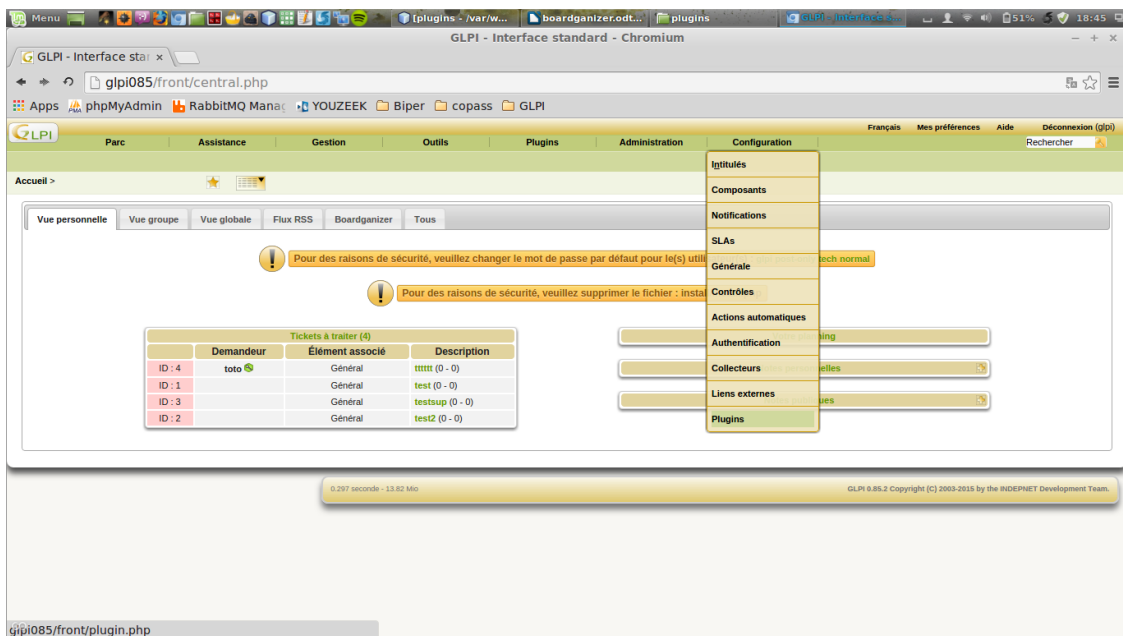 Menu [plugins - /var/w... boardganizer.odt... plugins GLPI - Interface s... 51% 18:45
GLPI - Interface standard - Chromium
GLPI - Interface star
glpi085/front/central.php
Apps phpMyAdmin RabbitMQ Manag YOUZEEK Biper copass GLPI
GLPI
Français Mes préférences Aide Déconnexion (glpi)
Parc Assistance Gestion Outils Plugins Administration Configuration Rechercher
Accueil >
Intitulés
Composants
Notifications
SLAs
Générale
Contrôles
Actions automatiques
Authentification
Collecteurs
Liens externes
Plugins
Vue personnelle Vue groupe Vue globale Flux RSS Boardganizer Tous
Pour des raisons de sécurité, veuillez changer le mot de passe par défaut pour le(s) utili tech normal
Pour des raisons de sécurité, veuillez supprimer le fichier : instal
Tickets à traiter (4)
Demandeur Élément associé Description
ID : 4 toto Général tttttt (0 - 0)
ID : 1 Général test (0 - 0)
ID : 3 Général testsup (0 - 0)
ID : 2 Général test2 (0 - 0)
0.297 seconde - 13.82 Mio
GLPI 0.85.2 Copyright (C) 2003-2015 by the INDEPNET Development Team.
glpi085/front/plugin.php